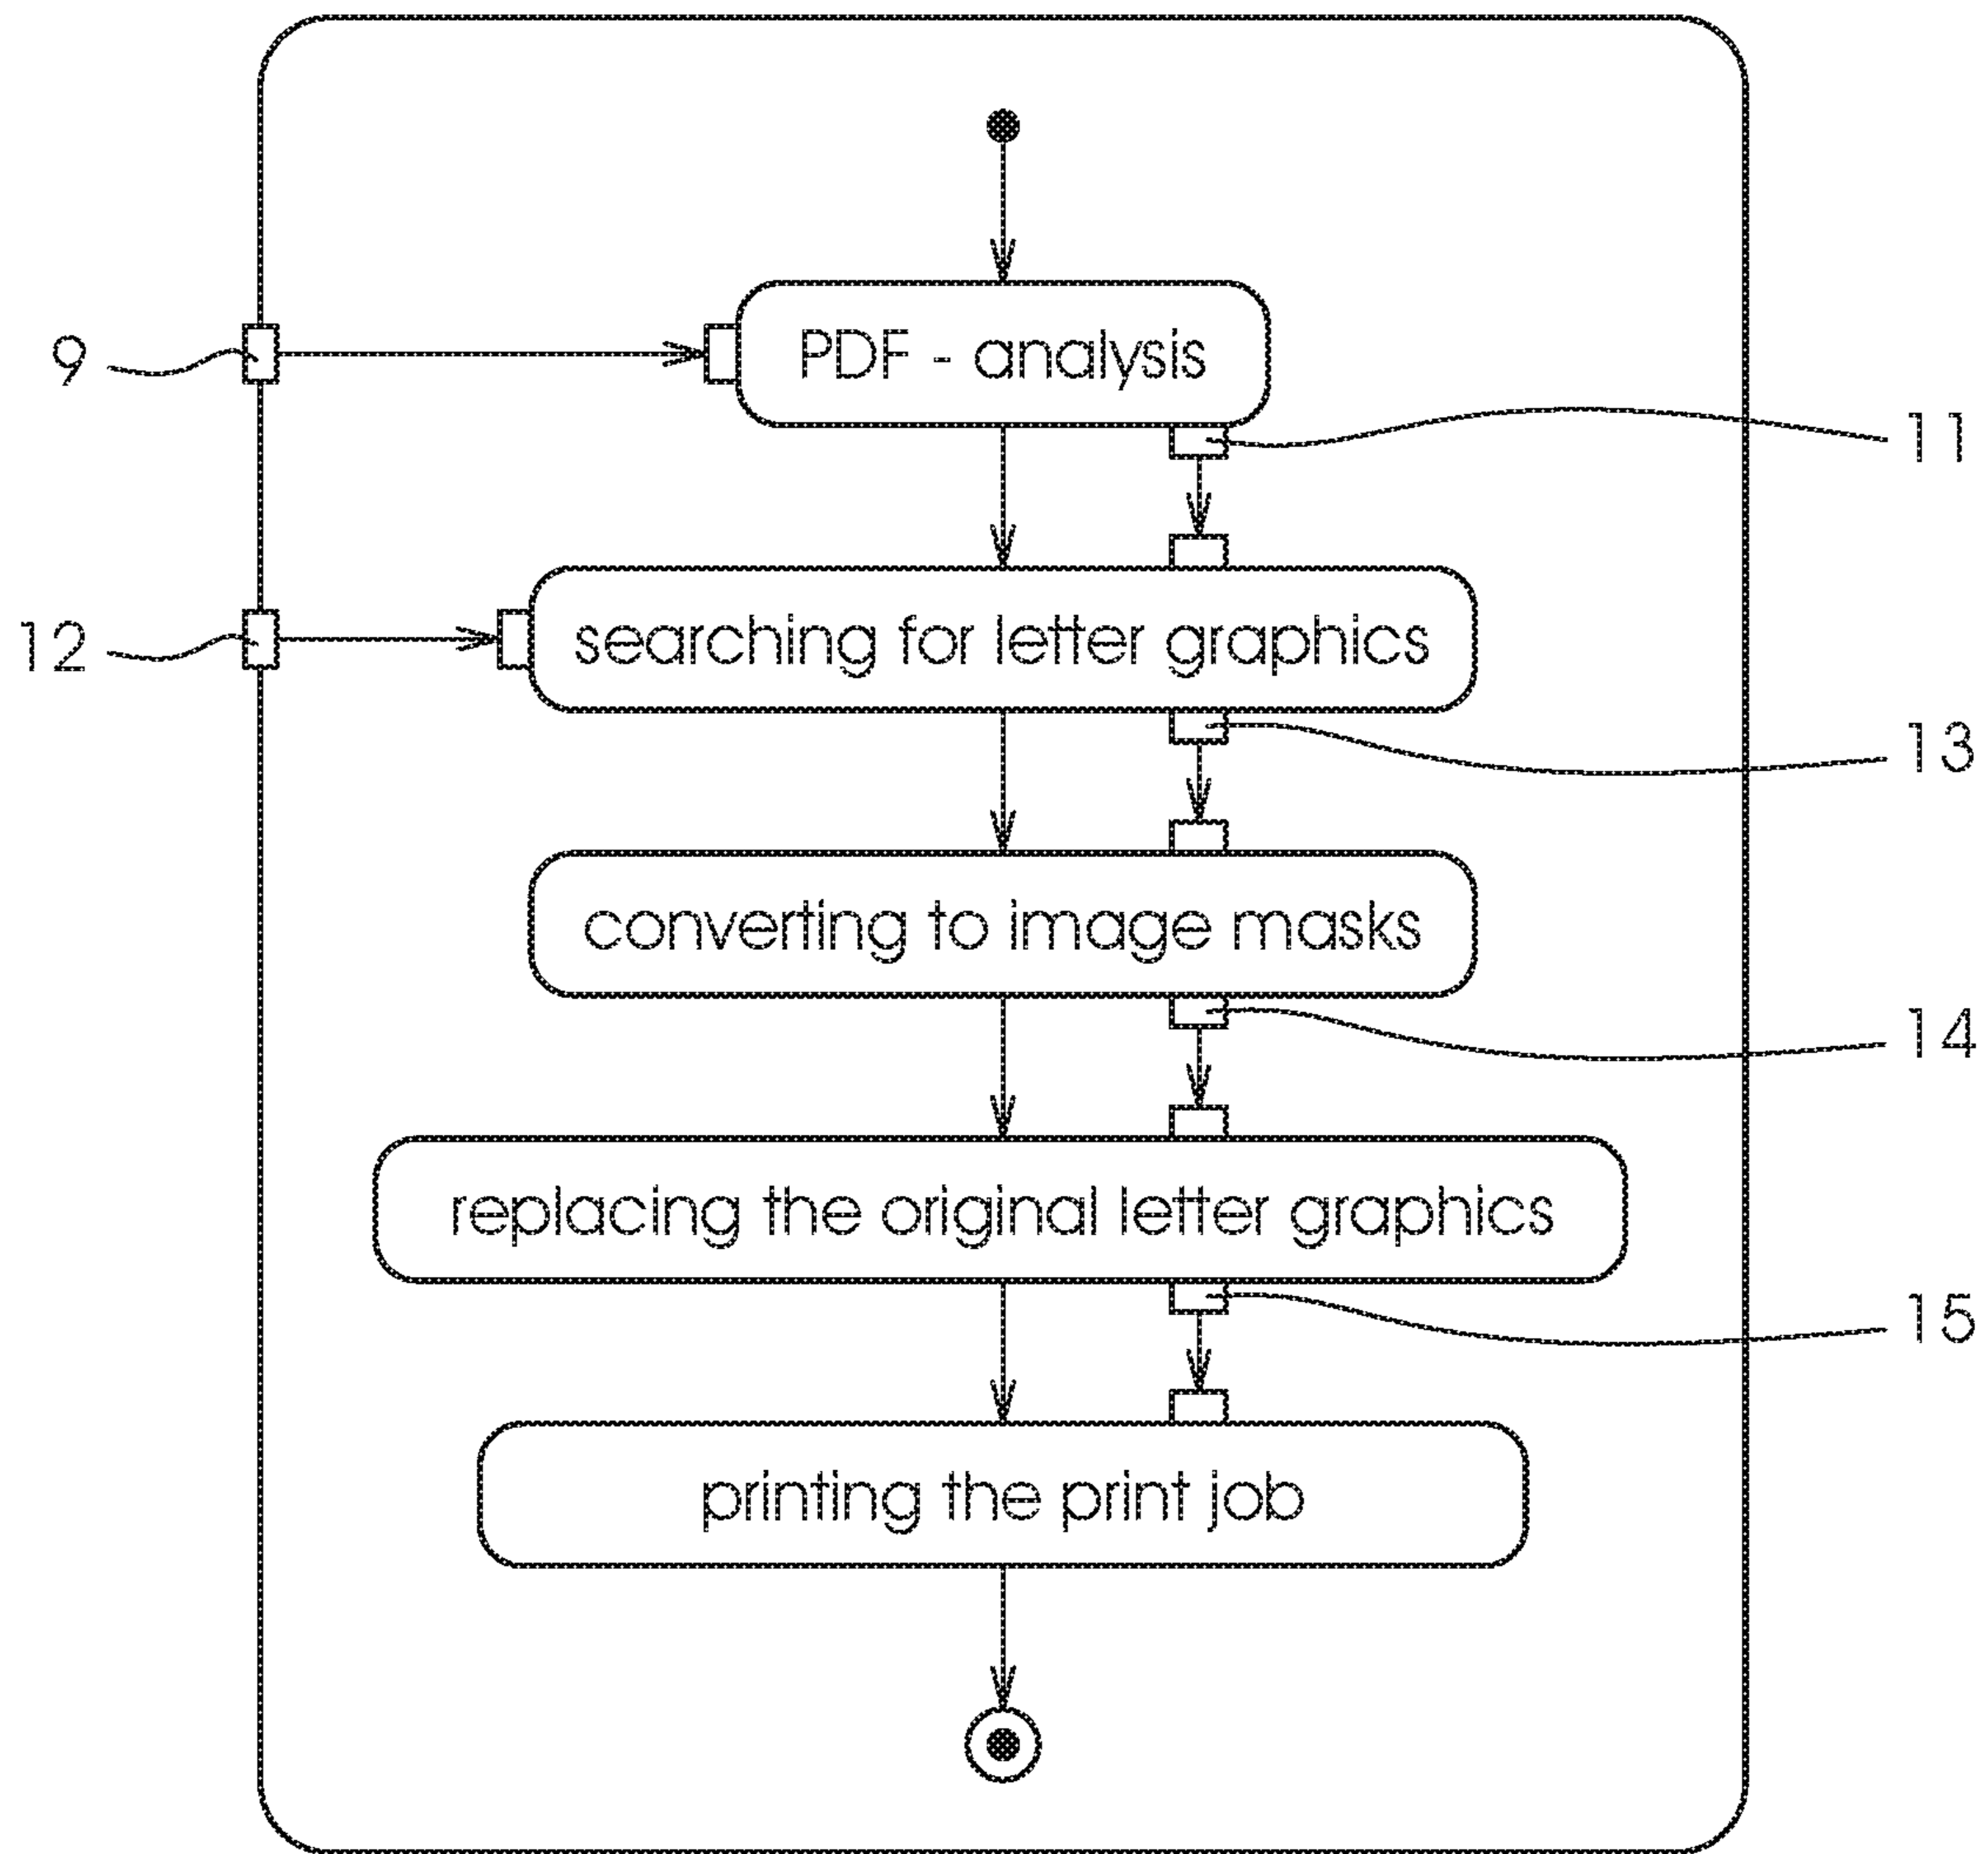 PDF - analysis
9
11
searching for letter graphics
12
13
converting to image masks
14
replacing the original letter graphics
15
printing the print job